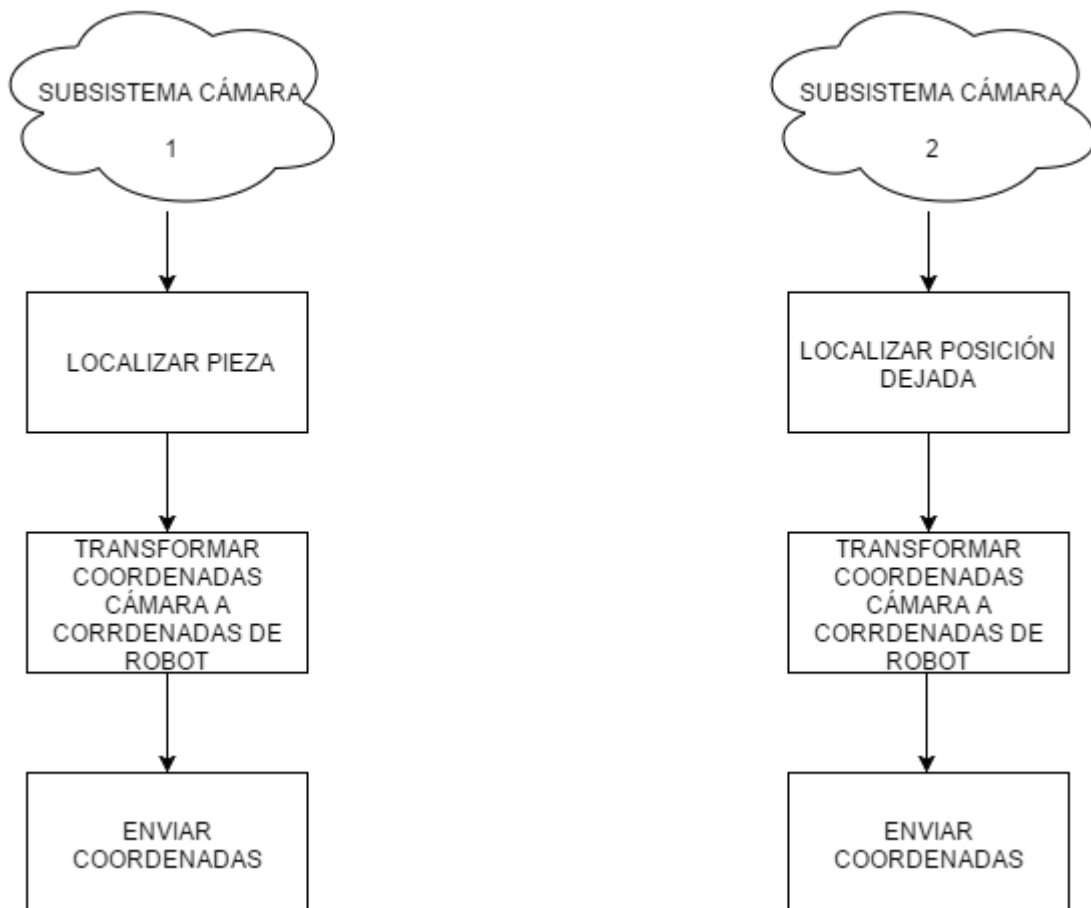 SUBSISTEMA CÁMARA
1
LOCALIZAR PIEZA
TRANSFORMAR
COORDENADAS
CÁMARA A
CORRDENADAS DE
ROBOT
ENVIAR
COORDENADAS
SUBSISTEMA CÁMARA
2
LOCALIZAR POSICIÓN
DEJADA
TRANSFORMAR
COORDENADAS
CÁMARA A
CORRDENADAS DE
ROBOT
ENVIAR
COORDENADAS